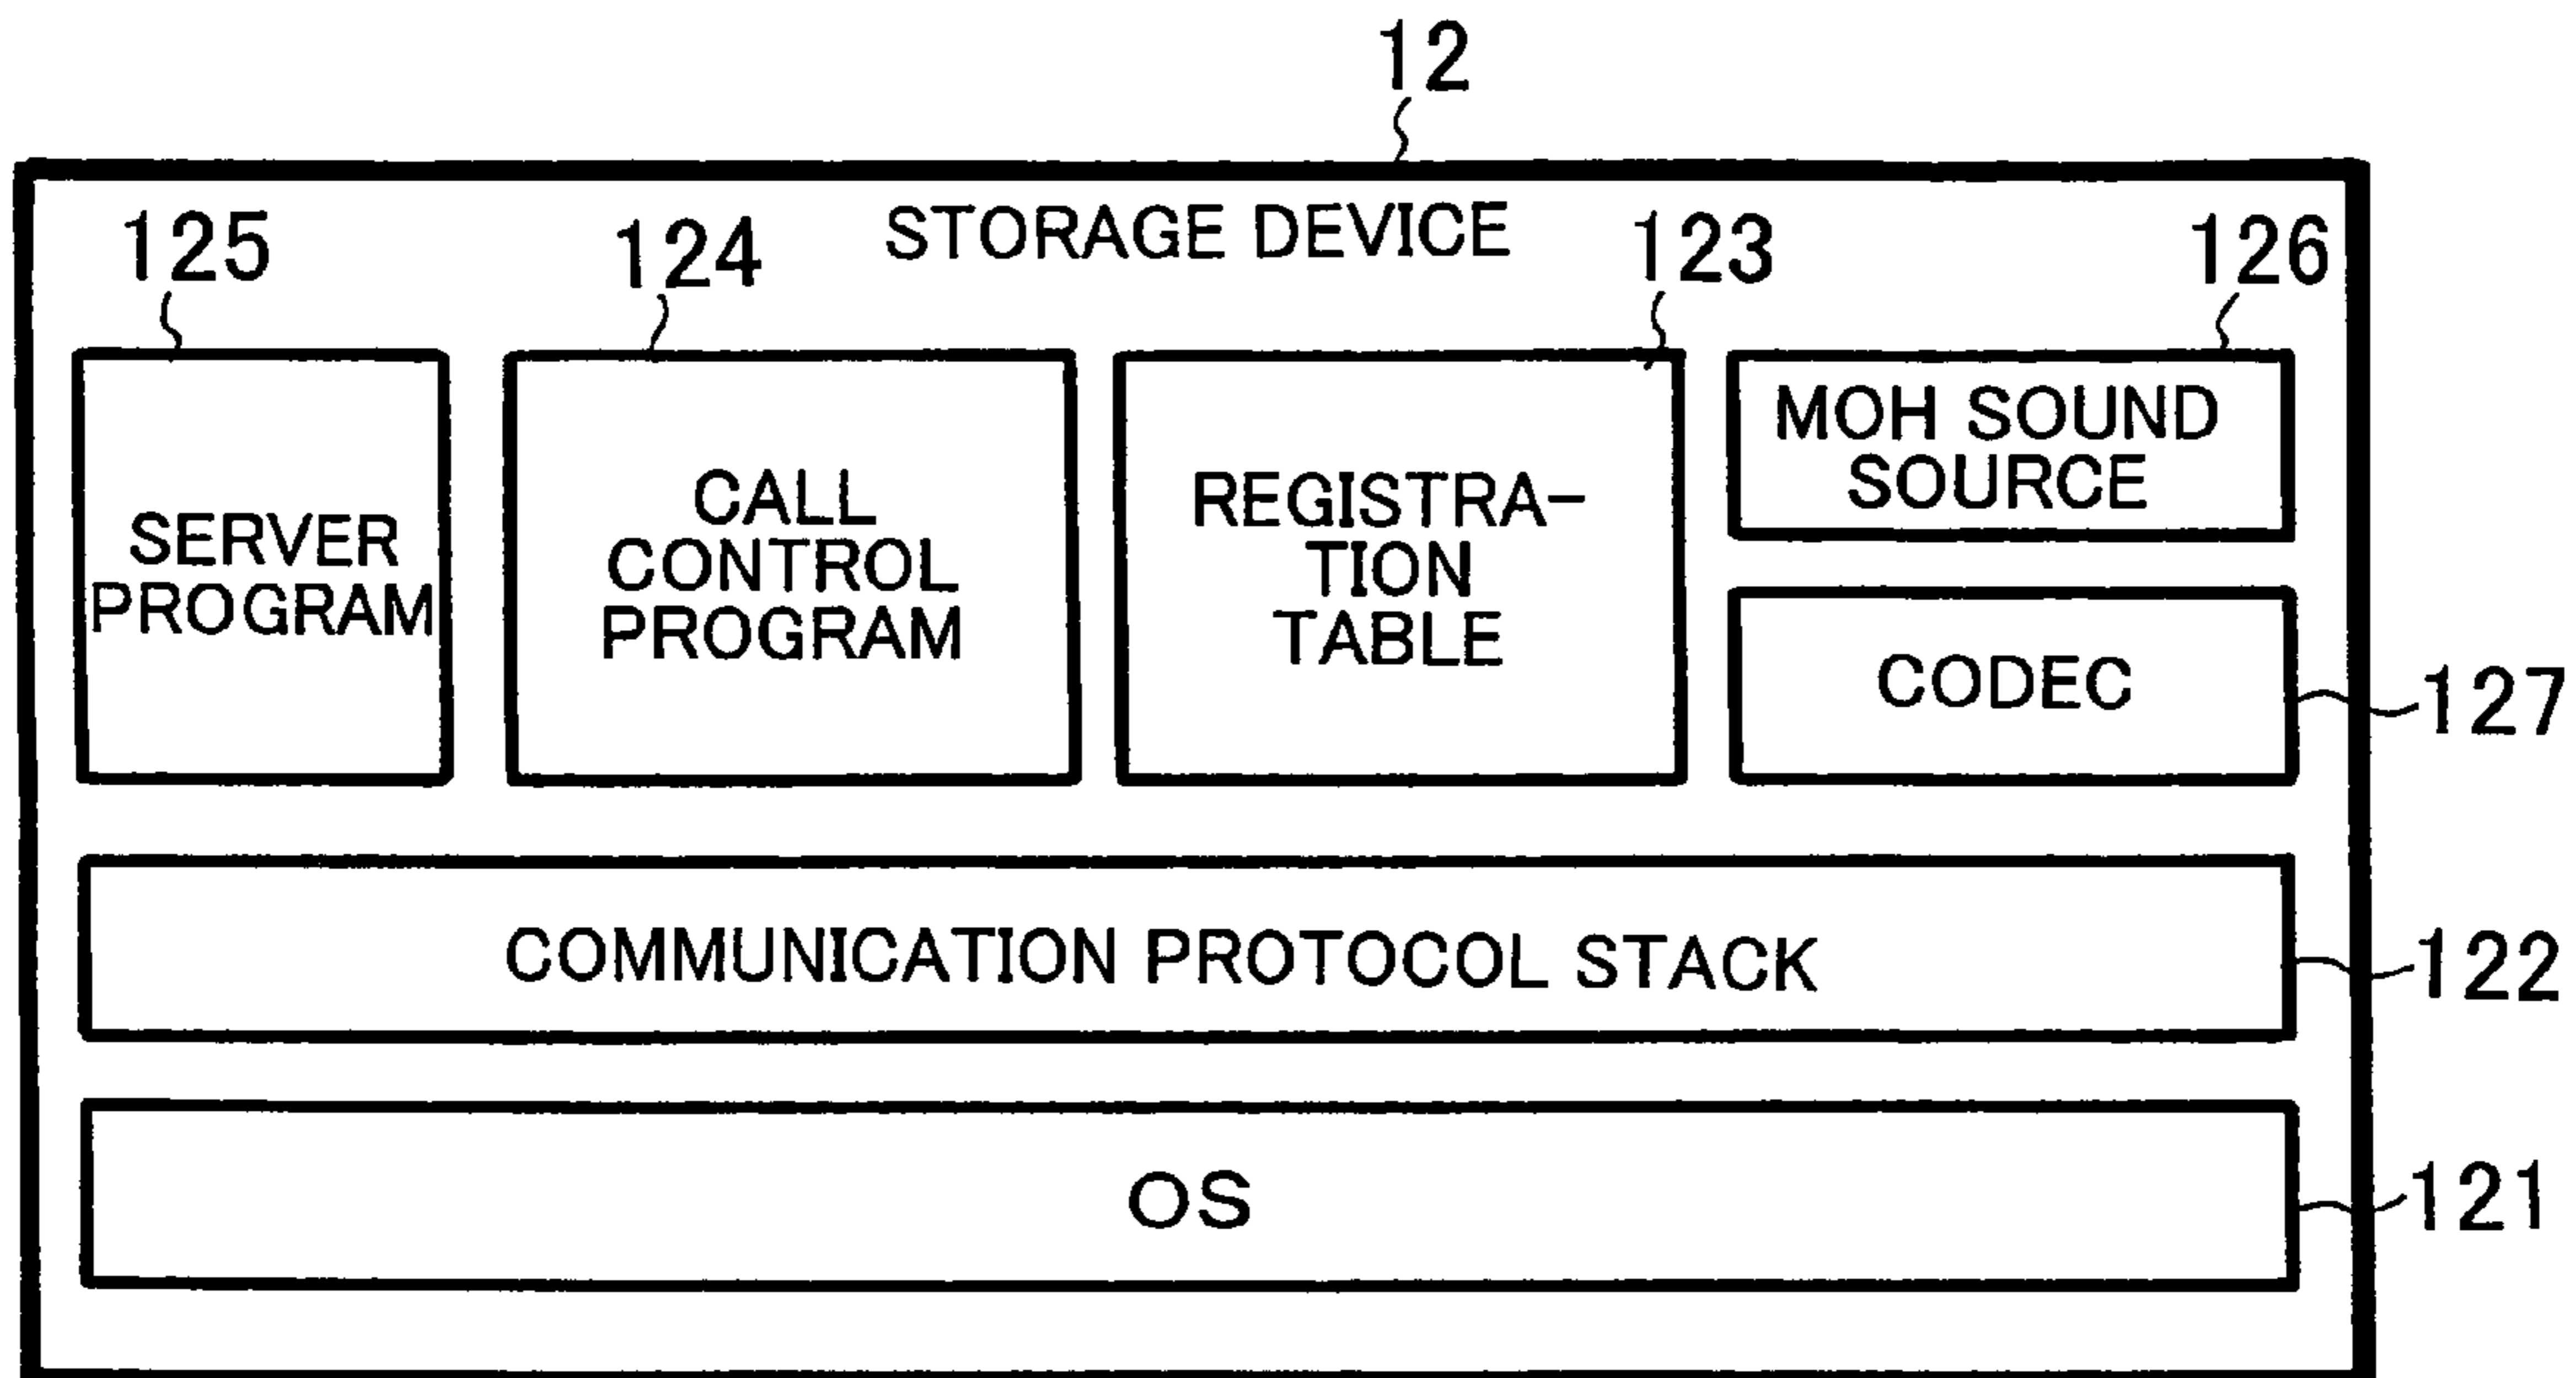 12
STORAGE DEVICE
125
124
123
126
SERVER
PROGRAM
CALL
CONTROL
PROGRAM
REGISTRA-
TION
TABLE
MOH SOUND
SOURCE
CODEC
127
COMMUNICATION PROTOCOL STACK
122
OS
121